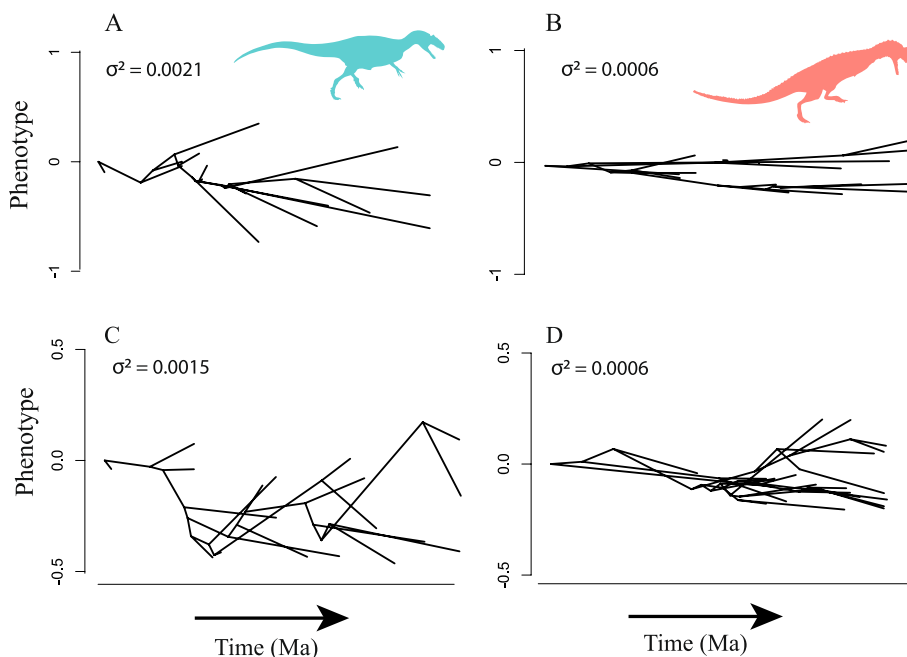 A
B
1
σ² = 0.0021
1
σ² = 0.0006
Phenotype
0
0
-1
-1
C
D
0.5
σ² = 0.0015
0.5
σ² = 0.0006
Phenotype
0.0
0.0
-0.5
-0.5
Time (Ma)
Time (Ma)